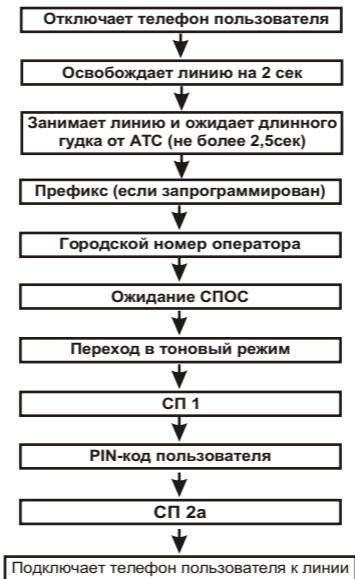 Отключает телефон пользователя
Освобождает линию на 2 сек
Занимает линию и ожидает длинного
гудка от АТС (не более 2,5сек)
Префикс (если запрограммирован)
Городской номер оператора
Ожидание СПОС
Переход в тоновый режим
СП 1
PIN-код пользователя
СП 2а
Подключает телефон пользователя к линии